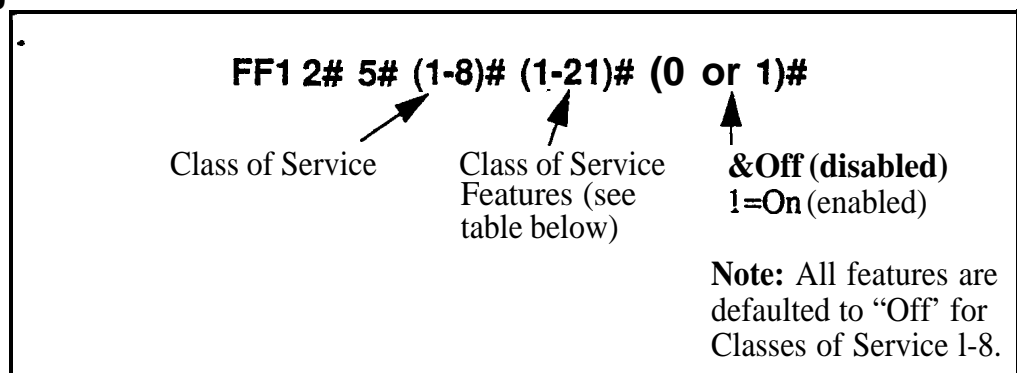 FF1 2# 5# (1-8)# (1-21)# (0 or 1)#
Class of Service
Class of Service
Features (see
table below)
&Off (disabled)
1=On (enabled)
Note: All features are
defaulted to “Off’ for
Classes of Service l-8.